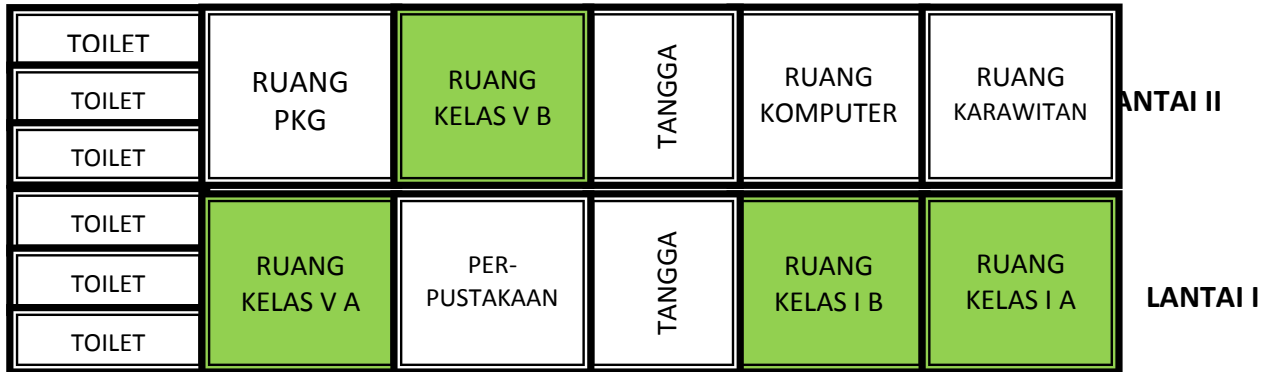 TOILET
TOILET
TOILET
RUANG
PKG
RUANG
KELAS V B
TANGGA
RUANG
KOMPUTER
RUANG
KARAWITAN
ANTAI II
TOILET
TOILET
TOILET
RUANG
KELAS V A
PER-
PUSTAKAAN
TANGGA
RUANG
KELAS I B
RUANG
KELAS I A
LANTAI I